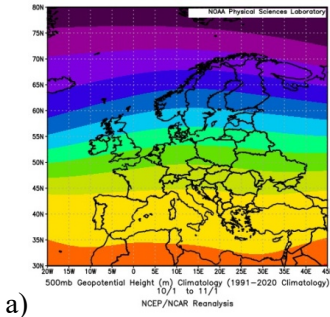 NOAA Physical Sciences Laboratory
80N
75N
70N
65N
60N
55N
50N
45N
40N
35N
30N
20W 15W 10W 5W 0 5E 10E 15E 20E 25E 30E 35E 40E 45E
500mb Geopotential Height (m) Climatology (1991-2020 Climatology)
10/1 to 11/1
NCEP/NCAR Reanalysis
a)